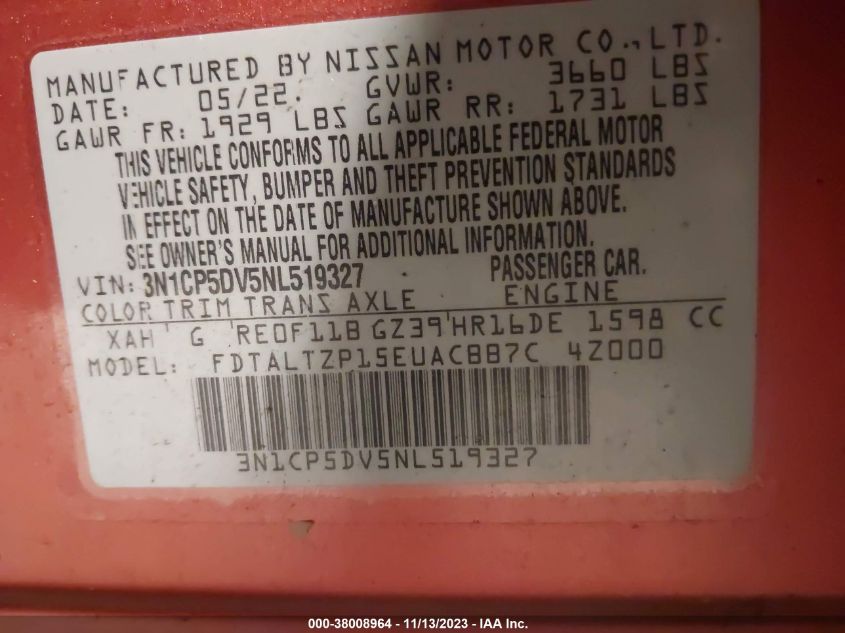 MANUFACTURED BY NISSAN MOTOR CO., LTD.
DATE: 05/22. GVWR: 3660 LBS
GAWR FR: 1929 LBS GAWR RR: 1731 LBS
THIS VEHICLE CONFORMS TO ALL APPLICABLE FEDERAL MOTOR
VEHICLE SAFETY, BUMPER AND THEFT PREVENTION STANDARDS
IN EFFECT ON THE DATE OF MANUFACTURE SHOWN ABOVE.
SEE OWNER'S MANUAL FOR ADDITIONAL INFORMATION.
VIN: 3N1CP5DV5NL519327 PASSENGER CAR.
COLOR TRIM TRANS AXLE ENGINE
XAH G RE0F11B GZ39 HR16DE 1598 CC
MODEL: FDTALTZP15EUACBB7C 4Z000
3N1CP5DV5NL519327
000-38008964 - 11/13/2023 - IAA Inc.